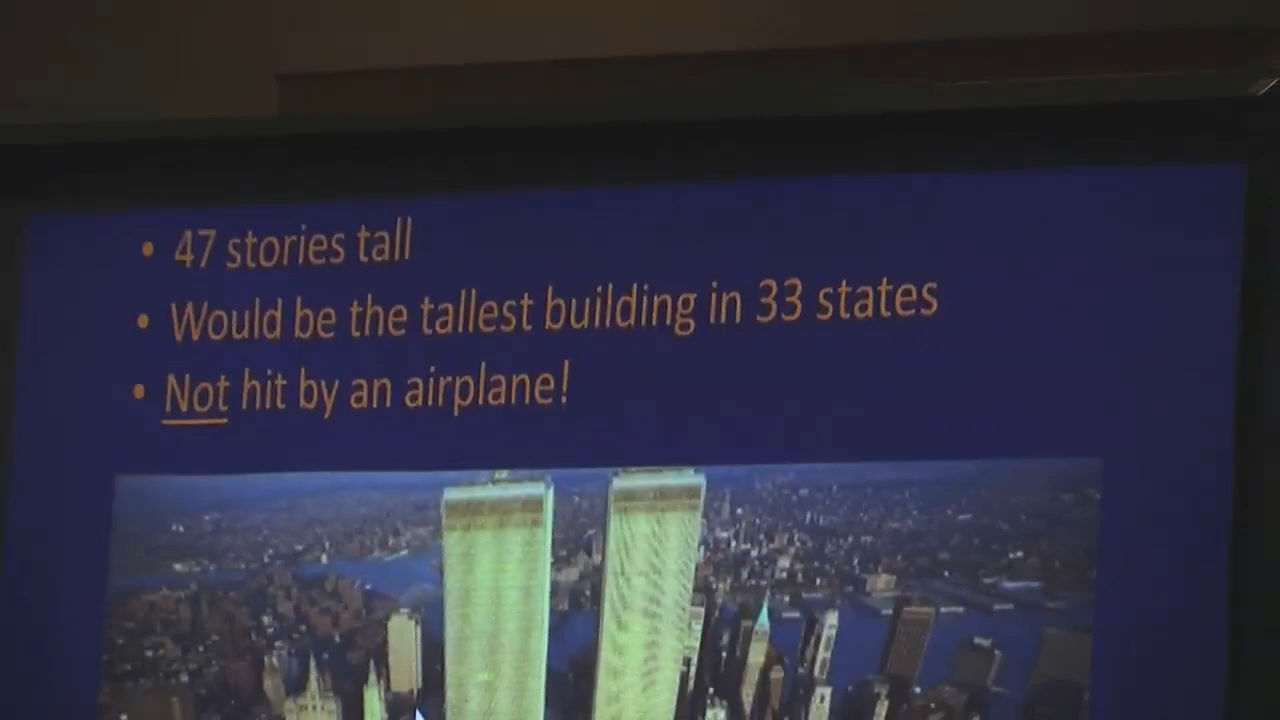 • 47 stories tall
• Would be the tallest building in 33 states
• Not hit by an airplane!